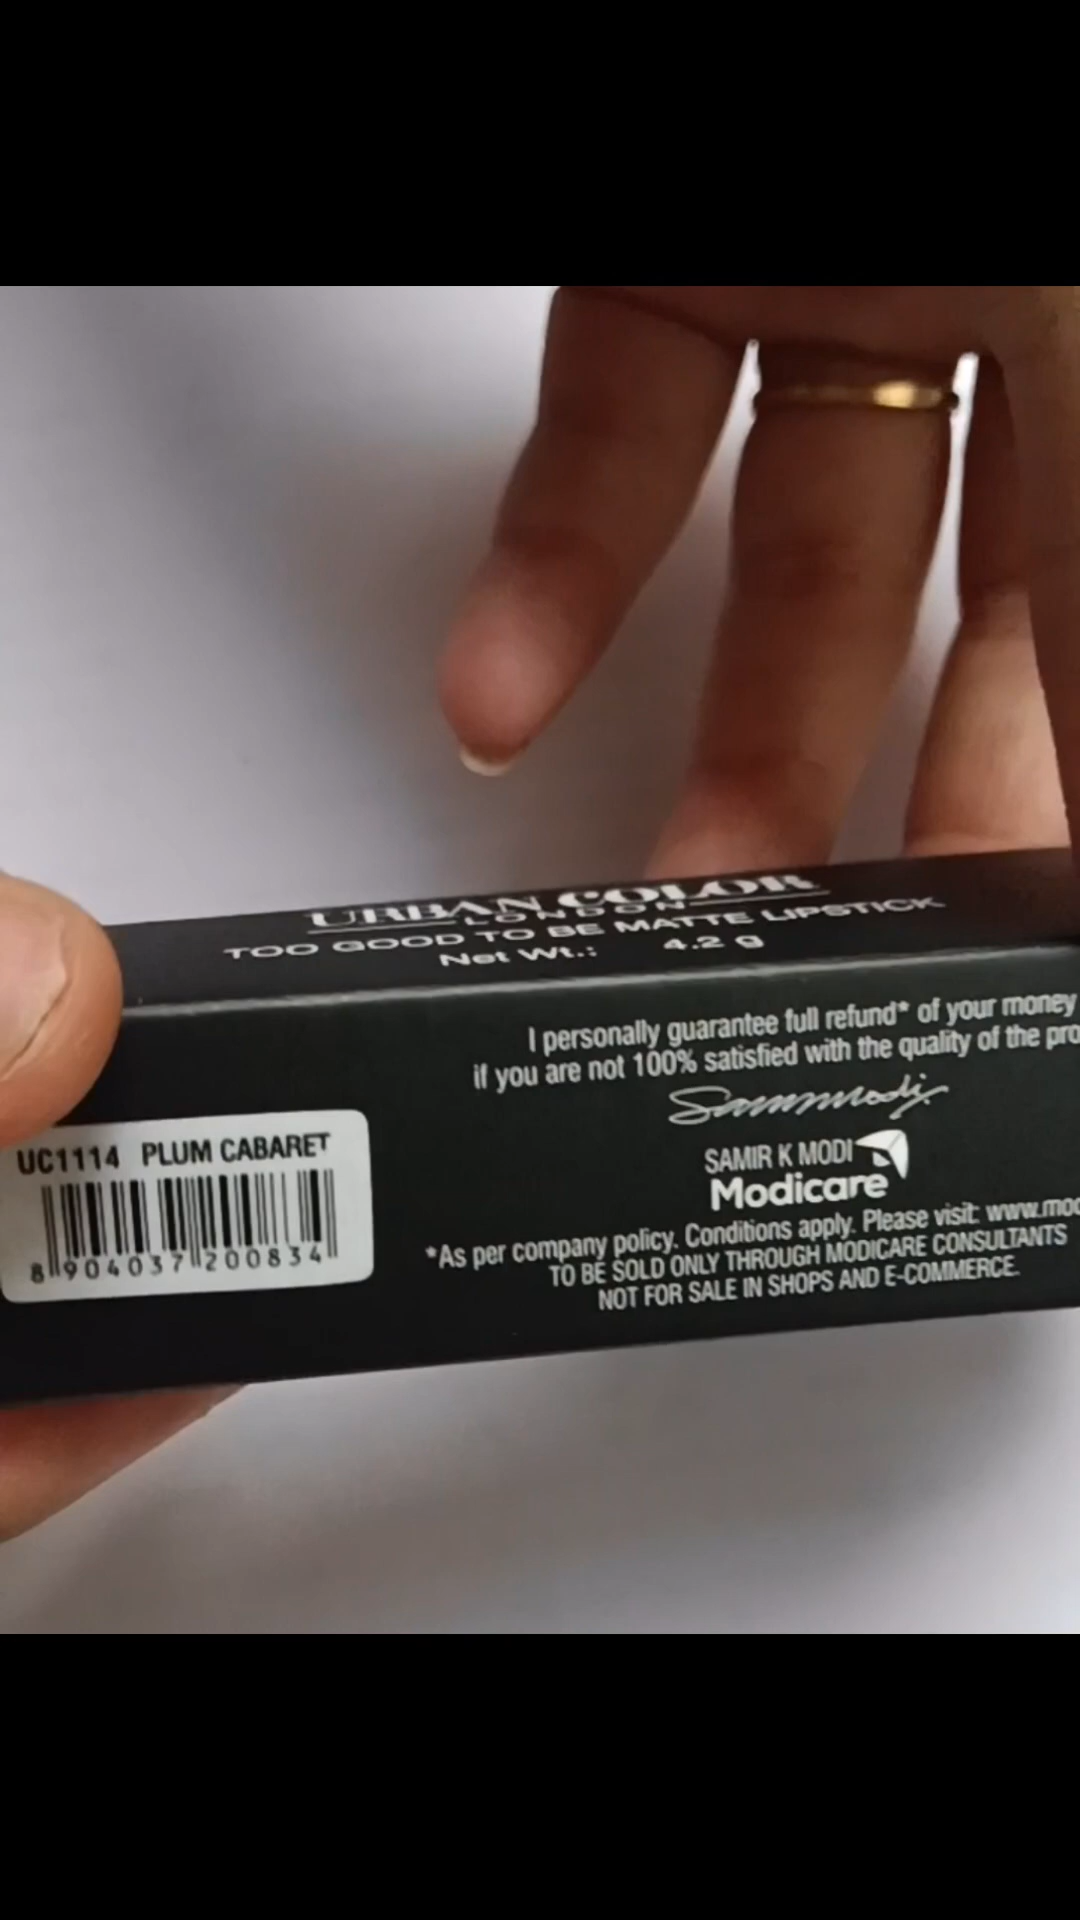 URBAN COLOR
LONDON
TOO GOOD TO BE MATTE LIPSTICK
Net Wt.: 4.2 g
I personally guarantee full refund* of your money
if you are not 100% satisfied with the quality of the
SAMIR K MODI
Modicare
*As per company policy. Conditions apply. Please visit:
TO BE SOLD ONLY THROUGH MODICARE CONSULTANTS
NOT FOR SALE IN SHOPS AND E-COMMERCE.
UC1114 PLUM CABARET
8 904037 200834